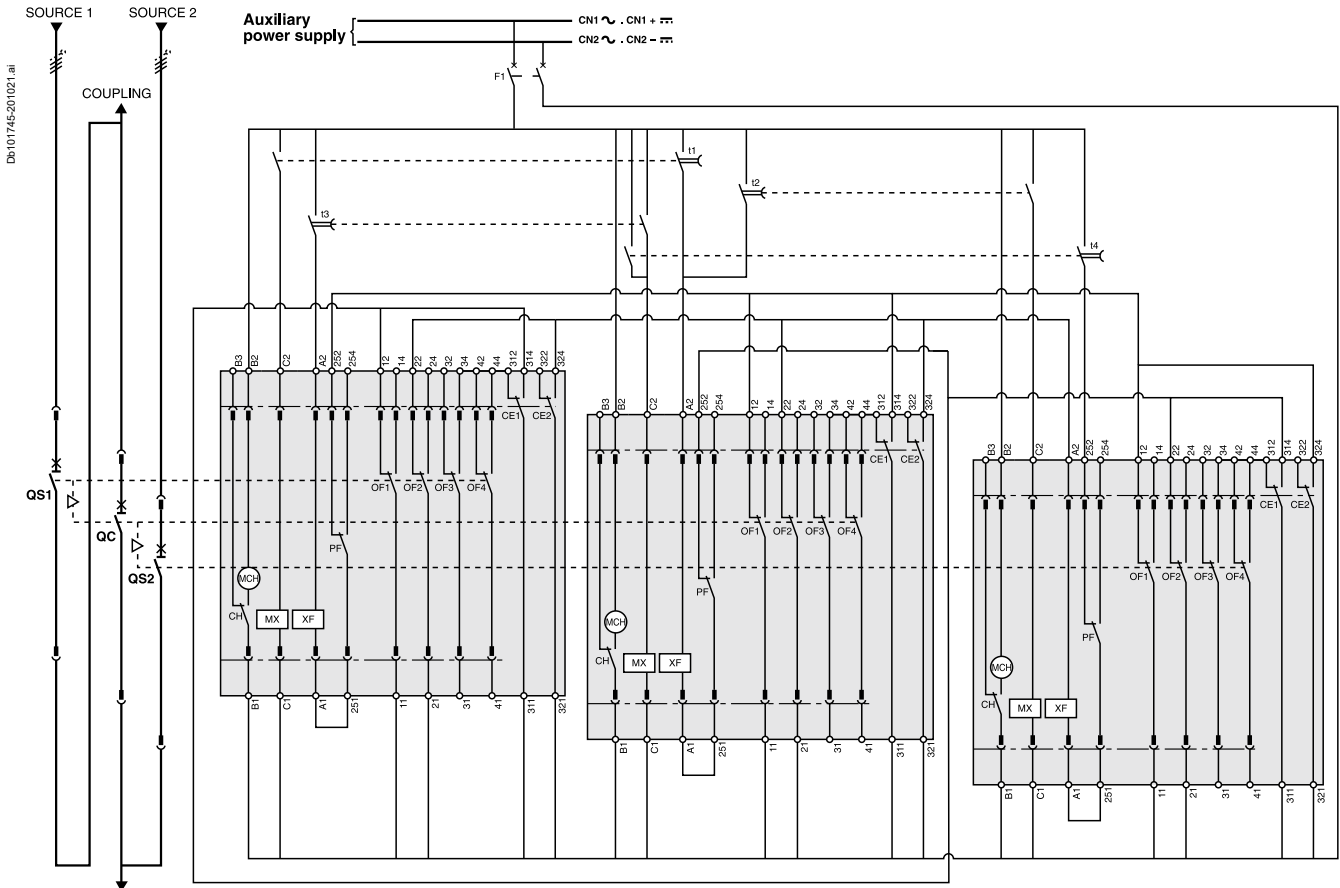 SOURCE 1
SOURCE 2
Auxiliary
power supply
CN1 ∿ . CN1 + ⎓
CN2 ∿ . CN2 − ⎓
F1
Db101745-201021.ai
COUPLING
t1
t2
t3
t4
B3 B2 C2 A2 252 254 12 14 22 24 32 34 42 44 312 314 322 324
CE1 CE2
OF1 OF2 OF3 OF4
PF
MCH
CH MX XF
B1 C1 A1 251 11 21 31 41 311 321
B3 B2 C2 A2 252 254 12 14 22 24 32 34 42 44 312 314 322 324
CE1 CE2
OF1 OF2 OF3 OF4
PF
MCH
CH MX XF
B1 C1 A1 251 11 21 31 41 311 321
B3 B2 C2 A2 252 254 12 14 22 24 32 34 42 44 312 314 322 324
CE1 CE2
OF1 OF2 OF3 OF4
PF
MCH
CH MX XF
B1 C1 A1 251 11 21 31 41 311 321
QS1
QC
QS2